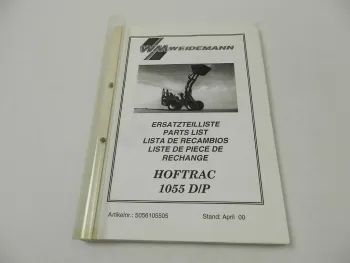 WM WEIDEMANN
ERSATZTEILLISTE
PARTS LIST
LISTA DE RECAMBIOS
LISTE DE PIECE DE
RECHANGE
HOFTRAC
1055 D/P
Artikelnr.: 5056105505 Stand: April 00